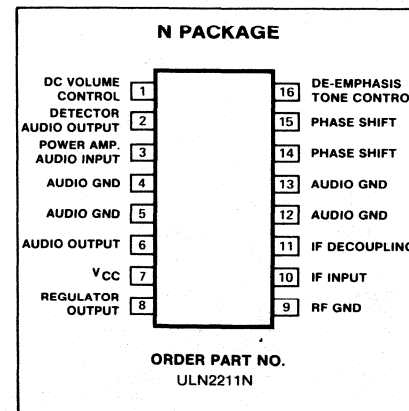 N PACKAGE
DC VOLUME
CONTROL 1
DETECTOR
AUDIO OUTPUT 2
POWER AMP.
AUDIO INPUT 3
AUDIO GND 4
AUDIO GND 5
AUDIO OUTPUT 6
VCC 7
REGULATOR
OUTPUT 8
16 DE-EMPHASIS
TONE CONTRO
15 PHASE SHIFT
14 PHASE SHIFT
13 AUDIO GND
12 AUDIO GND
11 IF DECOUPLING
10 IF INPUT
9 RF GND
ORDER PART NO.
ULN2211N